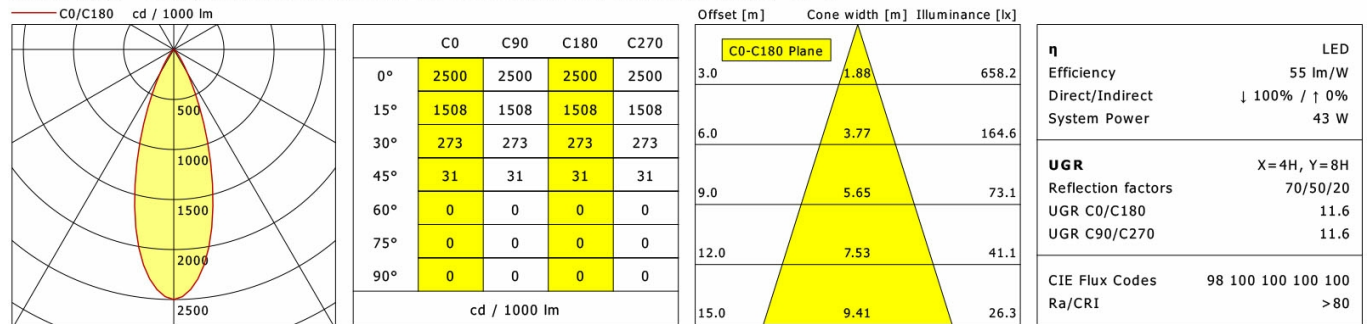 C0/C180 cd / 1000 lm
500
1000
1500
2000
2500
C0 C90 C180 C270
0° 2500 2500 2500 2500
15° 1508 1508 1508 1508
30° 273 273 273 273
45° 31 31 31 31
60° 0 0 0 0
75° 0 0 0 0
90° 0 0 0 0
cd / 1000 lm
Offset [m] Cone width [m] Illuminance [lx]
C0-C180 Plane
3.0 1.88 658.2
6.0 3.77 164.6
9.0 5.65 73.1
12.0 7.53 41.1
15.0 9.41 26.3
η LED
Efficiency 55 lm/W
Direct/Indirect ↓ 100% / ↑ 0%
System Power 43 W
UGR X=4H, Y=8H
Reflection factors 70/50/20
UGR C0/C180 11.6
UGR C90/C270 11.6
CIE Flux Codes 98 100 100 100 100
Ra/CRI >80